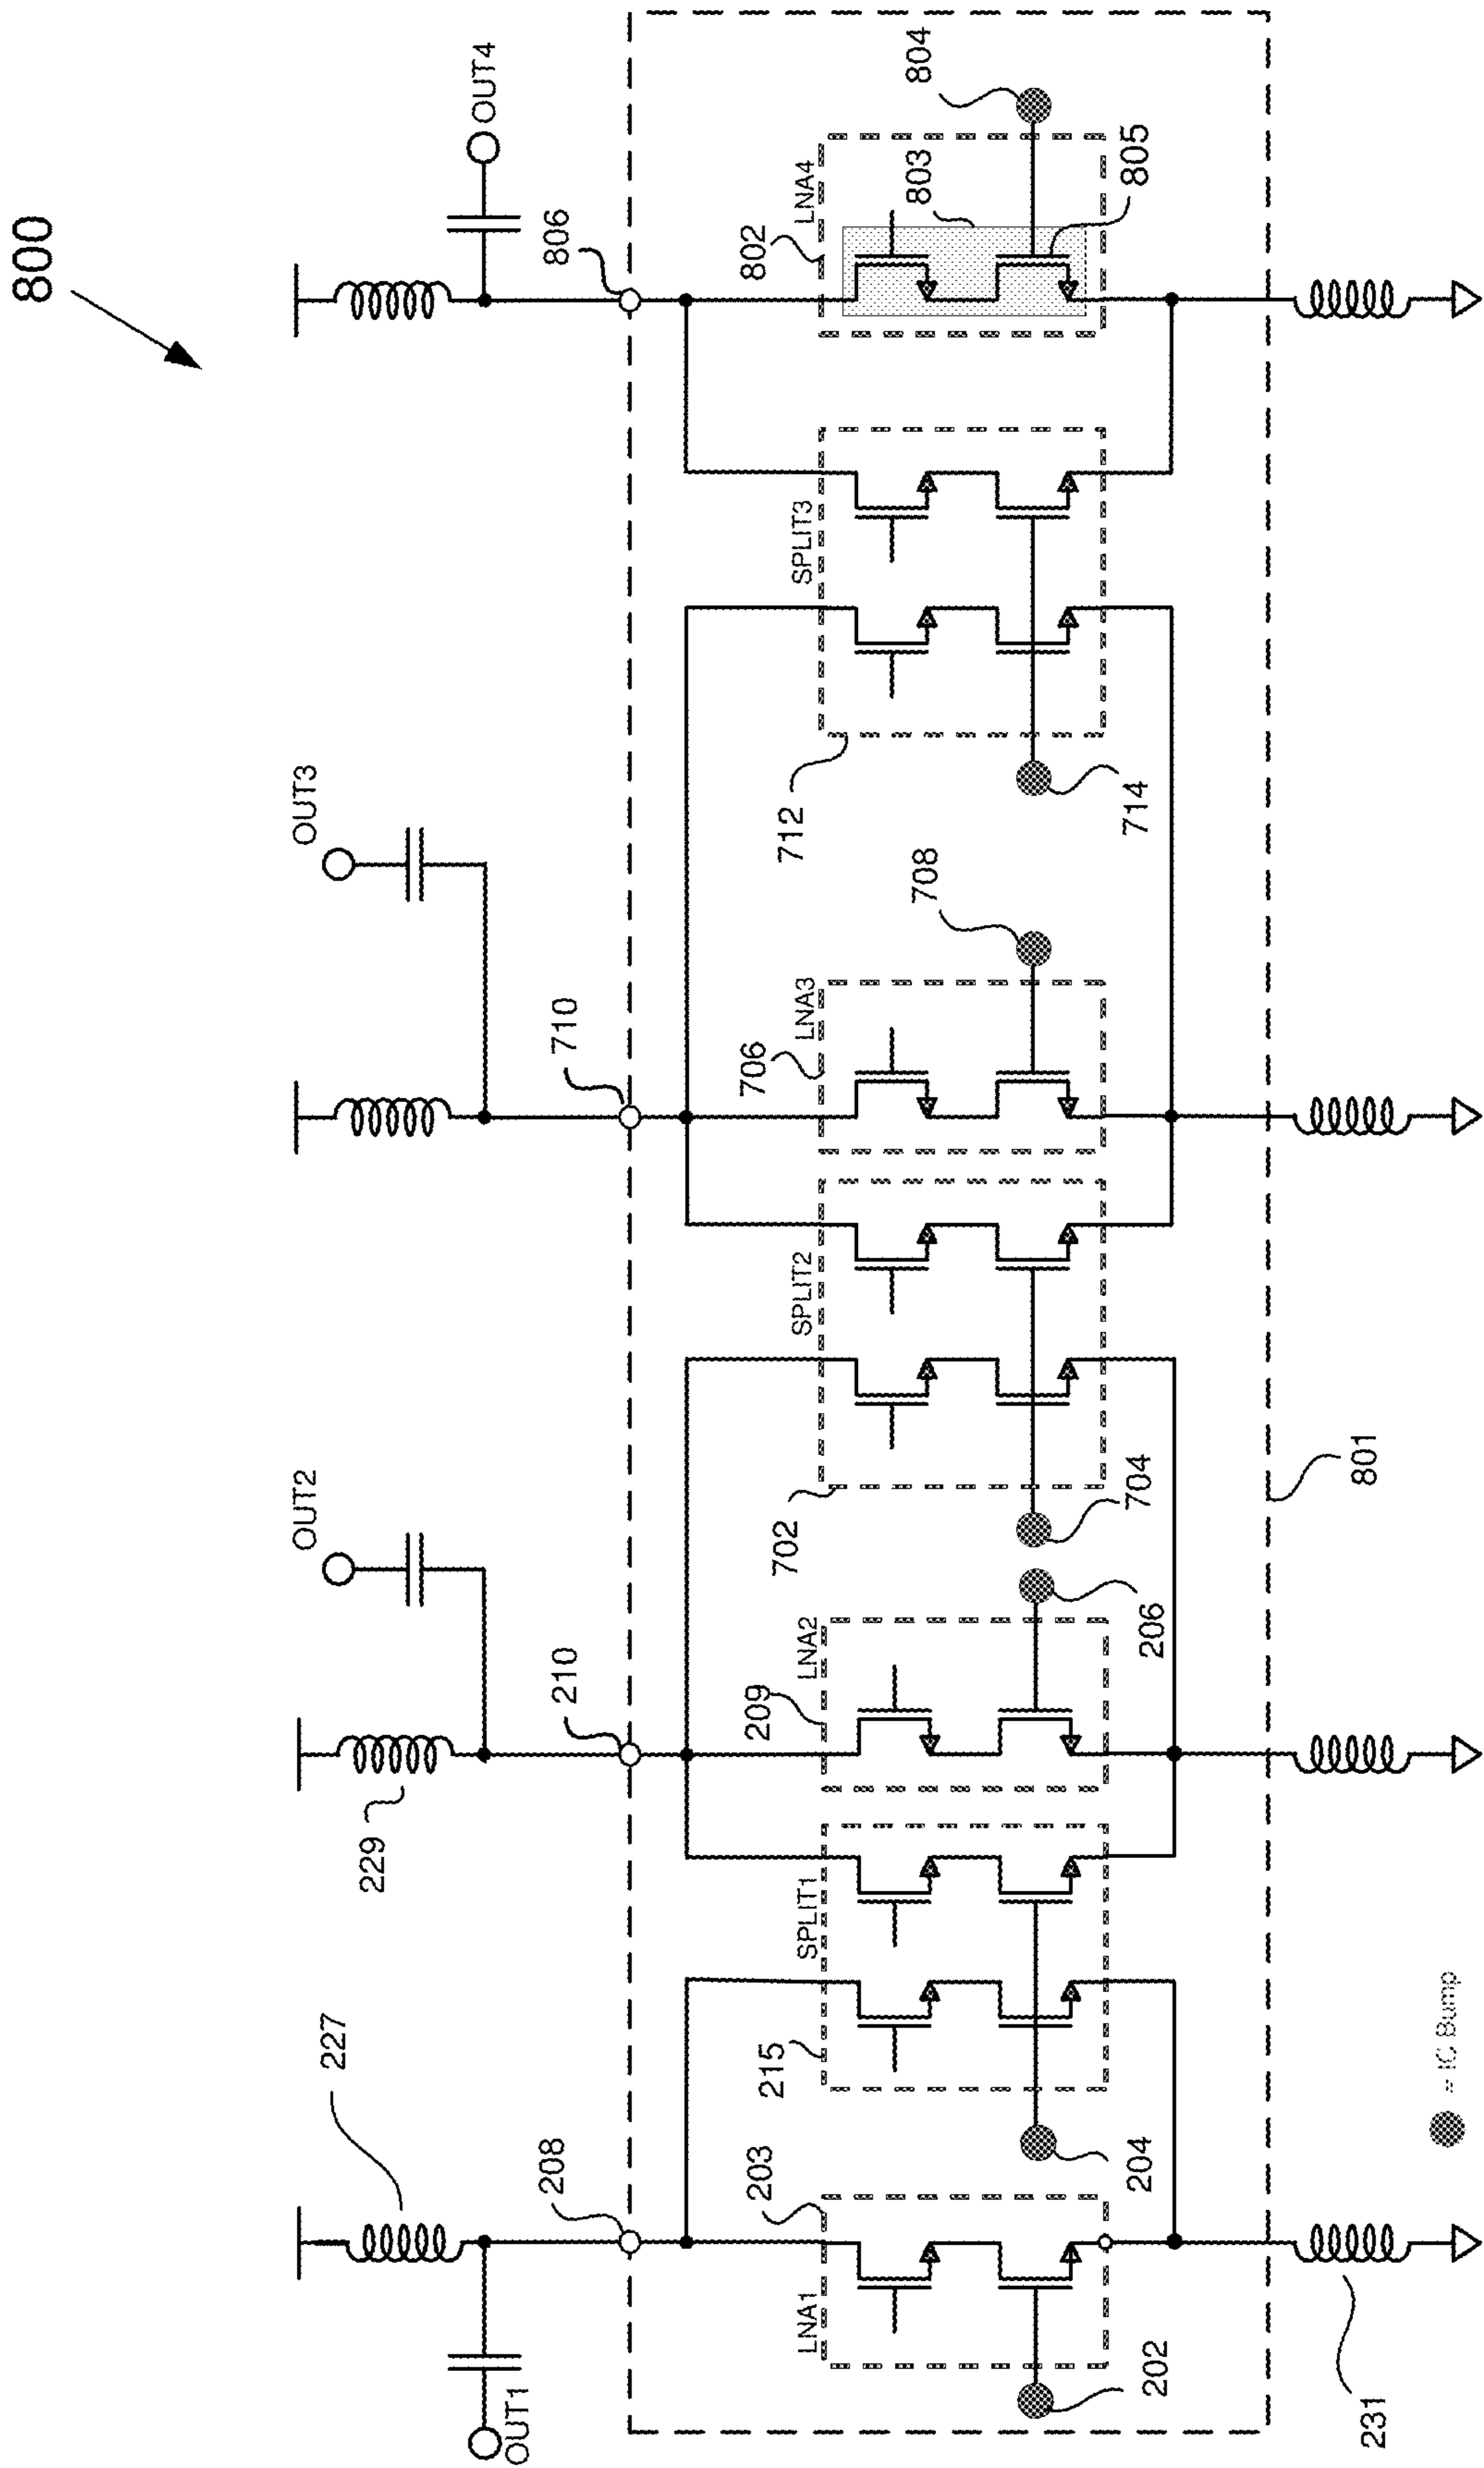 800
OUT4
806
LNA4
802
803
804
805
SPLIT3
712
714
OUT3
710
LNA3
706
708
SPLIT2
702
704
OUT2
229
210
LNA2
209
206
SPLIT1
215
204
227
208
203
LNA1
202
OUT1
231
801
= IC Bump